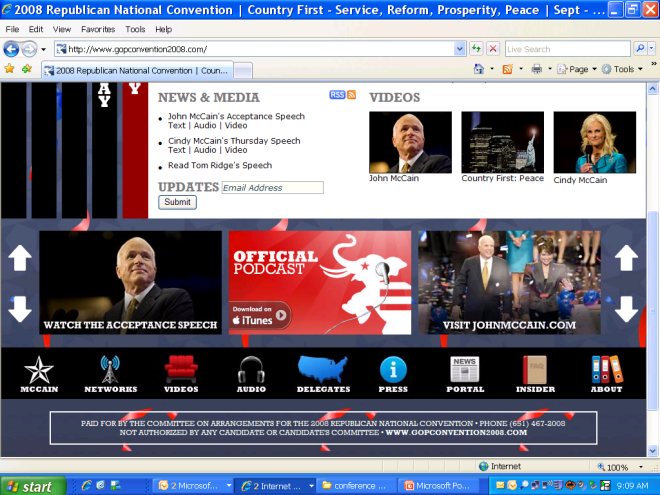 2008 Republican National Convention | Country First - Service, Reform, Prosperity, Peace | Sept - ...
File Edit View Favorites Tools Help
http://www.gopconvention2008.com/
Live Search
2008 Republican National Convention | Coun...
Page Tools
AY
Y
NEWS & MEDIA
RSS
VIDEOS
John McCain's Acceptance Speech
Text | Audio | Video
Cindy McCain's Thursday Speech
Text | Audio | Video
Read Tom Ridge's Speech
UPDATES Email Address
Submit
John McCain
Country First: Peace
Cindy McCain
WATCH THE ACCEPTANCE SPEECH
OFFICIAL
PODCAST
Download on
iTunes
VISIT JOHNMCCAIN.COM
NEWS
FAQ
MCCAIN NETWORKS VIDEOS AUDIO DELEGATES PRESS PORTAL INSIDER ABOUT
PAID FOR BY THE COMMITTEE ON ARRANGEMENTS FOR THE 2008 REPUBLICAN NATIONAL CONVENTION • PHONE (651) 467-2008
NOT AUTHORIZED BY ANY CANDIDATE OR CANDIDATE'S COMMITTEE • WWW.GOPCONVENTION2008.COM
Internet
100%
start
2 Microsof...
2 Internet ...
conference ...
Microsoft Po...
9:09 AM